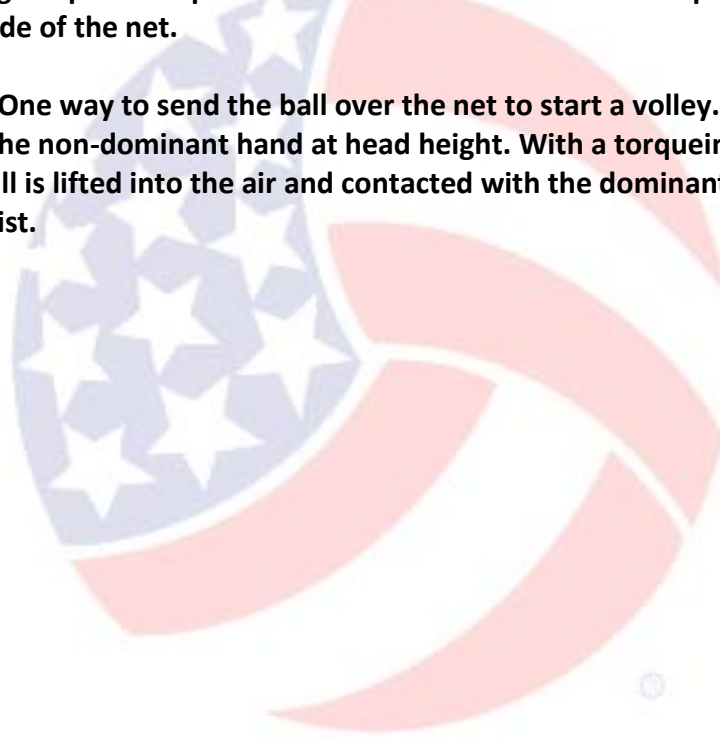 de of the net.
One way to send the ball over the net to start a volley.
he non-dominant hand at head height. With a torquein
ll is lifted into the air and contacted with the dominant
ist.